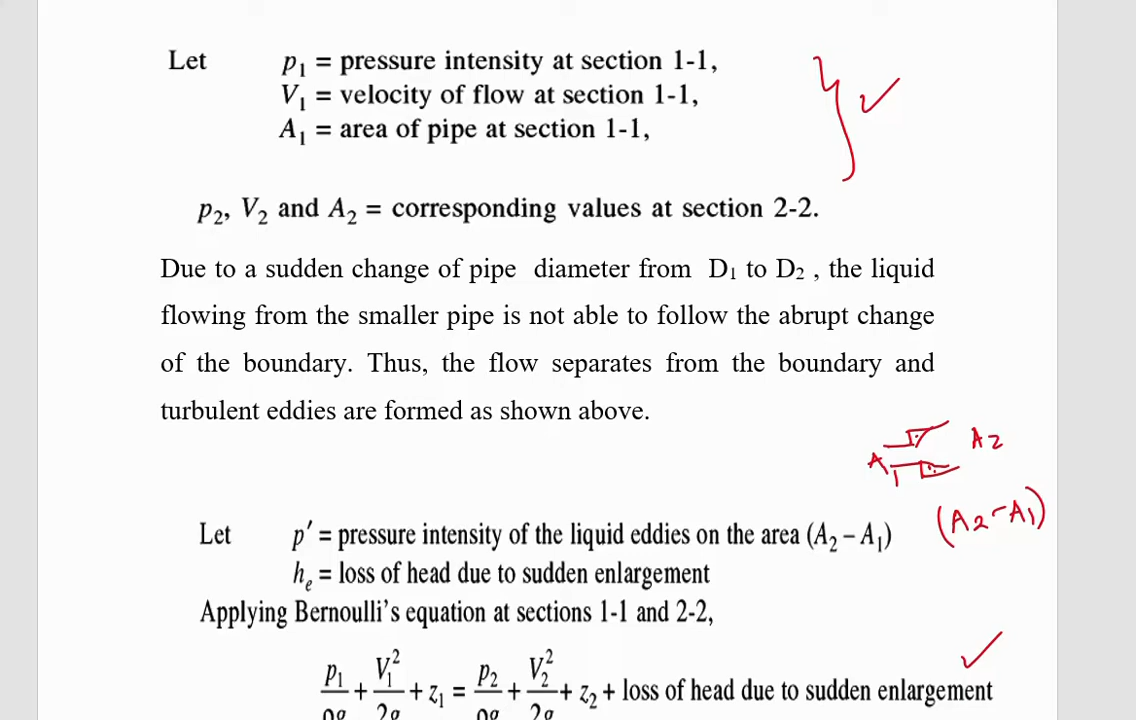 Let p₁ = pressure intensity at section 1-1,
V₁ = velocity of flow at section 1-1,
A₁ = area of pipe at section 1-1,
p₂, V₂ and A₂ = corresponding values at section 2-2.
Due to a sudden change of pipe diameter from D₁ to D₂ , the liquid
flowing from the smaller pipe is not able to follow the abrupt change
of the boundary. Thus, the flow separates from the boundary and
turbulent eddies are formed as shown above.
A₁ A₂
(A₂-A₁)
Let p′ = pressure intensity of the liquid eddies on the area (A₂ – A₁)
hₑ = loss of head due to sudden enlargement
Applying Bernoulli's equation at sections 1-1 and 2-2,
p₁/ρg + V₁²/2g + z₁ = p₂/ρg + V₂²/2g + z₂ + loss of head due to sudden enlargement